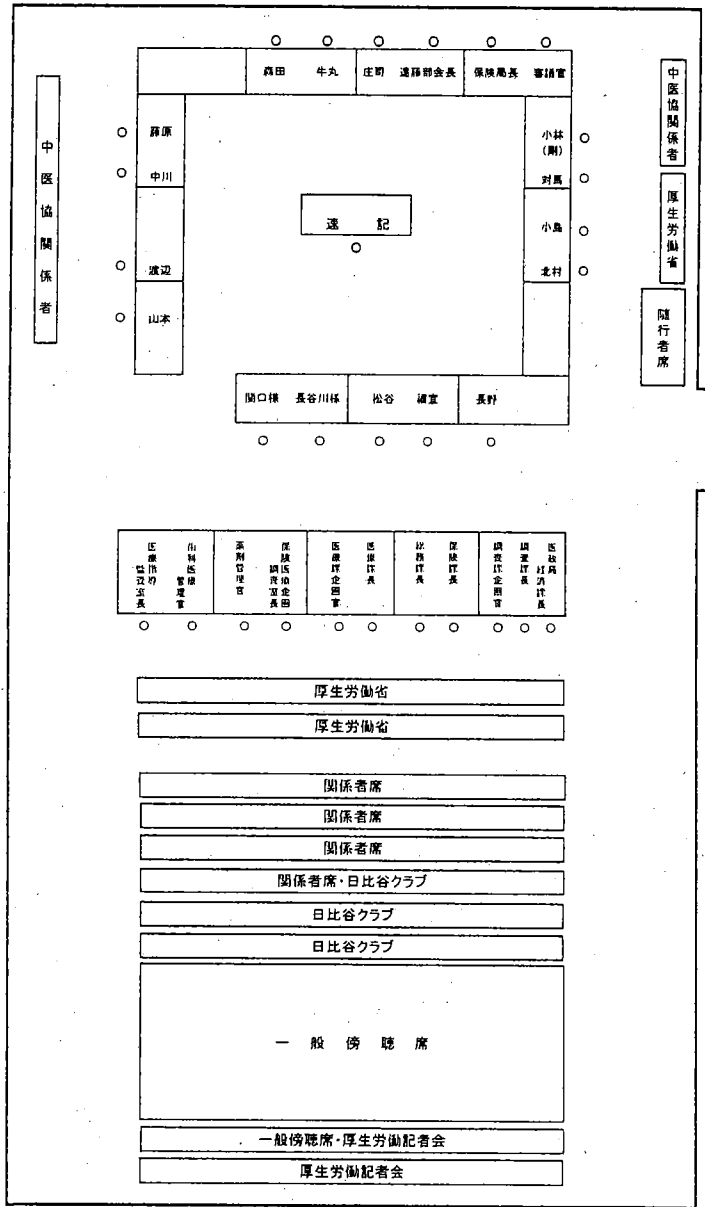 森田 牛丸 庄司 遠藤部会長 保険局長 審議官
中医協関係者
藤原
中川
渡辺
山本
速 記
小林
(剛)
対馬
小島
北村
中医協関係者
厚生労働省
随行者席
関口様 長谷川様 松谷 禰宜 長野
医療指導監査室長
歯科医療管理官
薬剤管理官
保険医療企画調査室長
医療課企画官
医療課長
総務課長
保険課長
調査課企画官
調査課長
医政局経済課長
厚生労働省
厚生労働省
関係者席
関係者席
関係者席
関係者席・日比谷クラブ
日比谷クラブ
日比谷クラブ
一 般 傍 聴 席
一般傍聴席・厚生労働記者会
厚生労働記者会